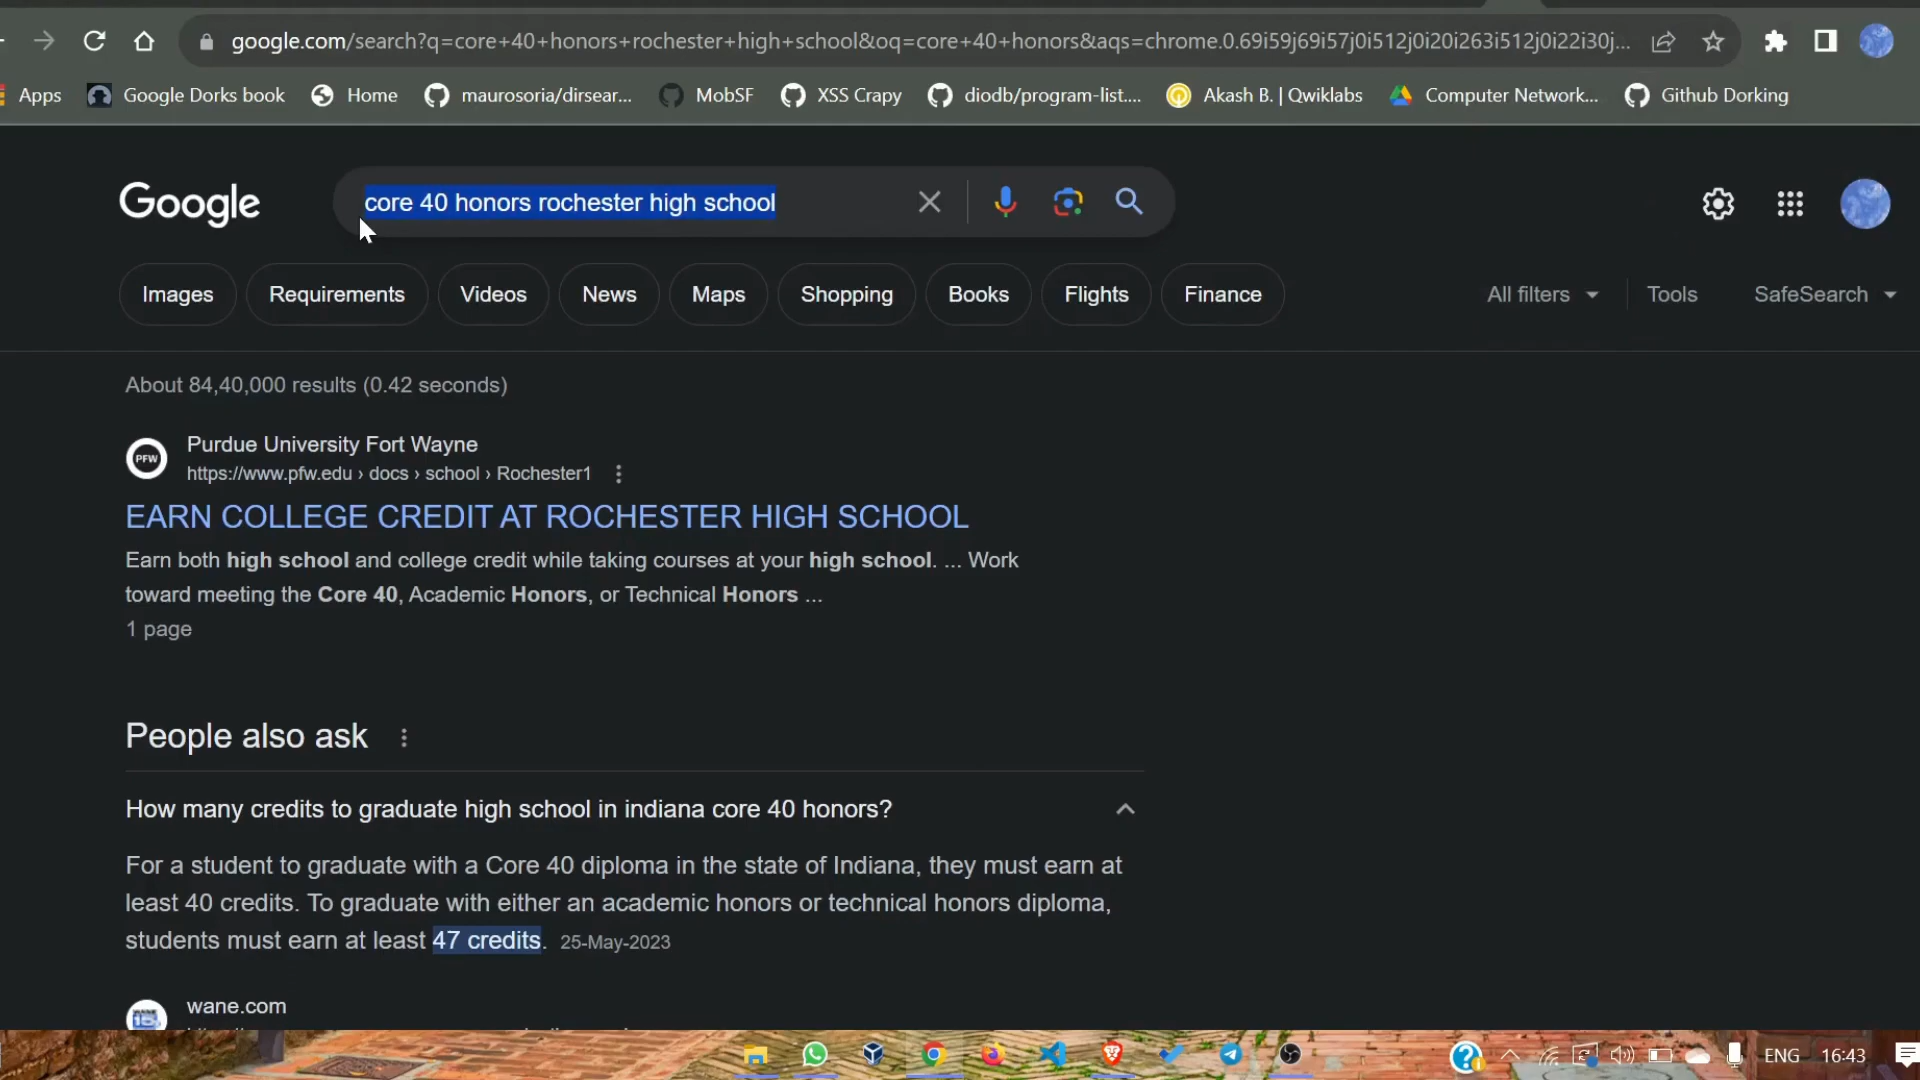 google.com/search?q=core+40+honors+rochester+high+school&oq=core+40+honors&aqs=chrome.0.69i59j69i57j0i512j0i20i263i512j0i22i30j...
Apps Google Dorks book Home maurosoria/dirsear... MobSF XSS Crapy diodb/program-list.... Akash B. | Qwiklabs Computer Network... Github Dorking
Google core 40 honors rochester high school
Images Requirements Videos News Maps Shopping Books Flights Finance All filters Tools SafeSearch
About 84,40,000 results (0.42 seconds)
PFW
Purdue University Fort Wayne
https://www.pfw.edu › docs › school › Rochester1
EARN COLLEGE CREDIT AT ROCHESTER HIGH SCHOOL
Earn both high school and college credit while taking courses at your high school. ... Work
toward meeting the Core 40, Academic Honors, or Technical Honors ...
1 page
People also ask
How many credits to graduate high school in indiana core 40 honors?
For a student to graduate with a Core 40 diploma in the state of Indiana, they must earn at
least 40 credits. To graduate with either an academic honors or technical honors diploma,
students must earn at least 47 credits. 25-May-2023
wane.com
ENG 16:43